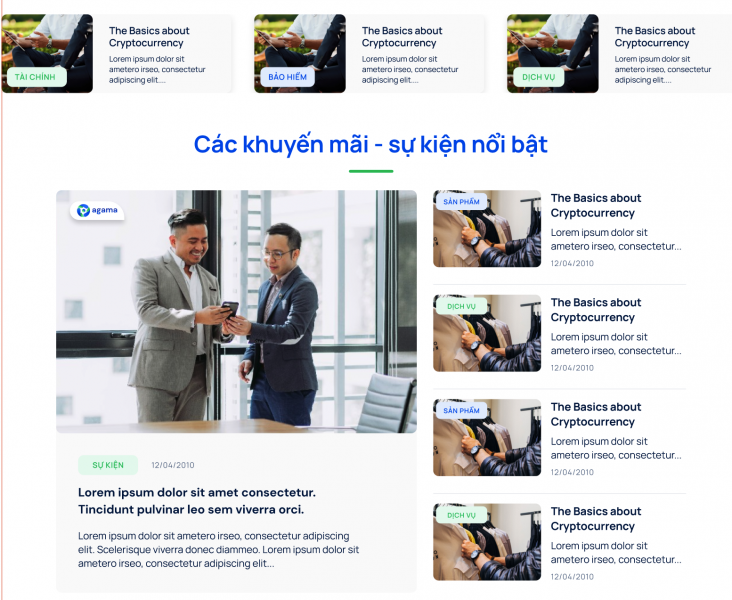 The Basics about
Cryptocurrency
Lorem ipsum dolor sit
ametero irseo, consectetur
adipiscing elit....
TÀI CHÍNH
The Basics about
Cryptocurrency
Lorem ipsum dolor sit
ametero irseo, consectetur
adipiscing elit....
BẢO HIỂM
The Basics about
Cryptocurrency
Lorem ipsum dolor sit
ametero irseo, consectetur
adipiscing elit....
DỊCH VỤ
Các khuyến mãi - sự kiện nổi bật
agama
SỰ KIỆN 12/04/2010
Lorem ipsum dolor sit amet consectetur.
Tincidunt pulvinar leo sem viverra orci.
Lorem ipsum dolor sit amet, consectetur adipiscing
elit. Scelerisque viverra donec diammeo. Lorem ipsum dolor sit
ametero irseo, consectetur adipiscing elit...
SẢN PHẨM
The Basics about
Cryptocurrency
Lorem ipsum dolor sit
ametero irseo, consectetur...
12/04/2010
DỊCH VỤ
The Basics about
Cryptocurrency
Lorem ipsum dolor sit
ametero irseo, consectetur...
12/04/2010
SẢN PHẨM
The Basics about
Cryptocurrency
Lorem ipsum dolor sit
ametero irseo, consectetur...
12/04/2010
DỊCH VỤ
The Basics about
Cryptocurrency
Lorem ipsum dolor sit
ametero irseo, consectetur...
12/04/2010